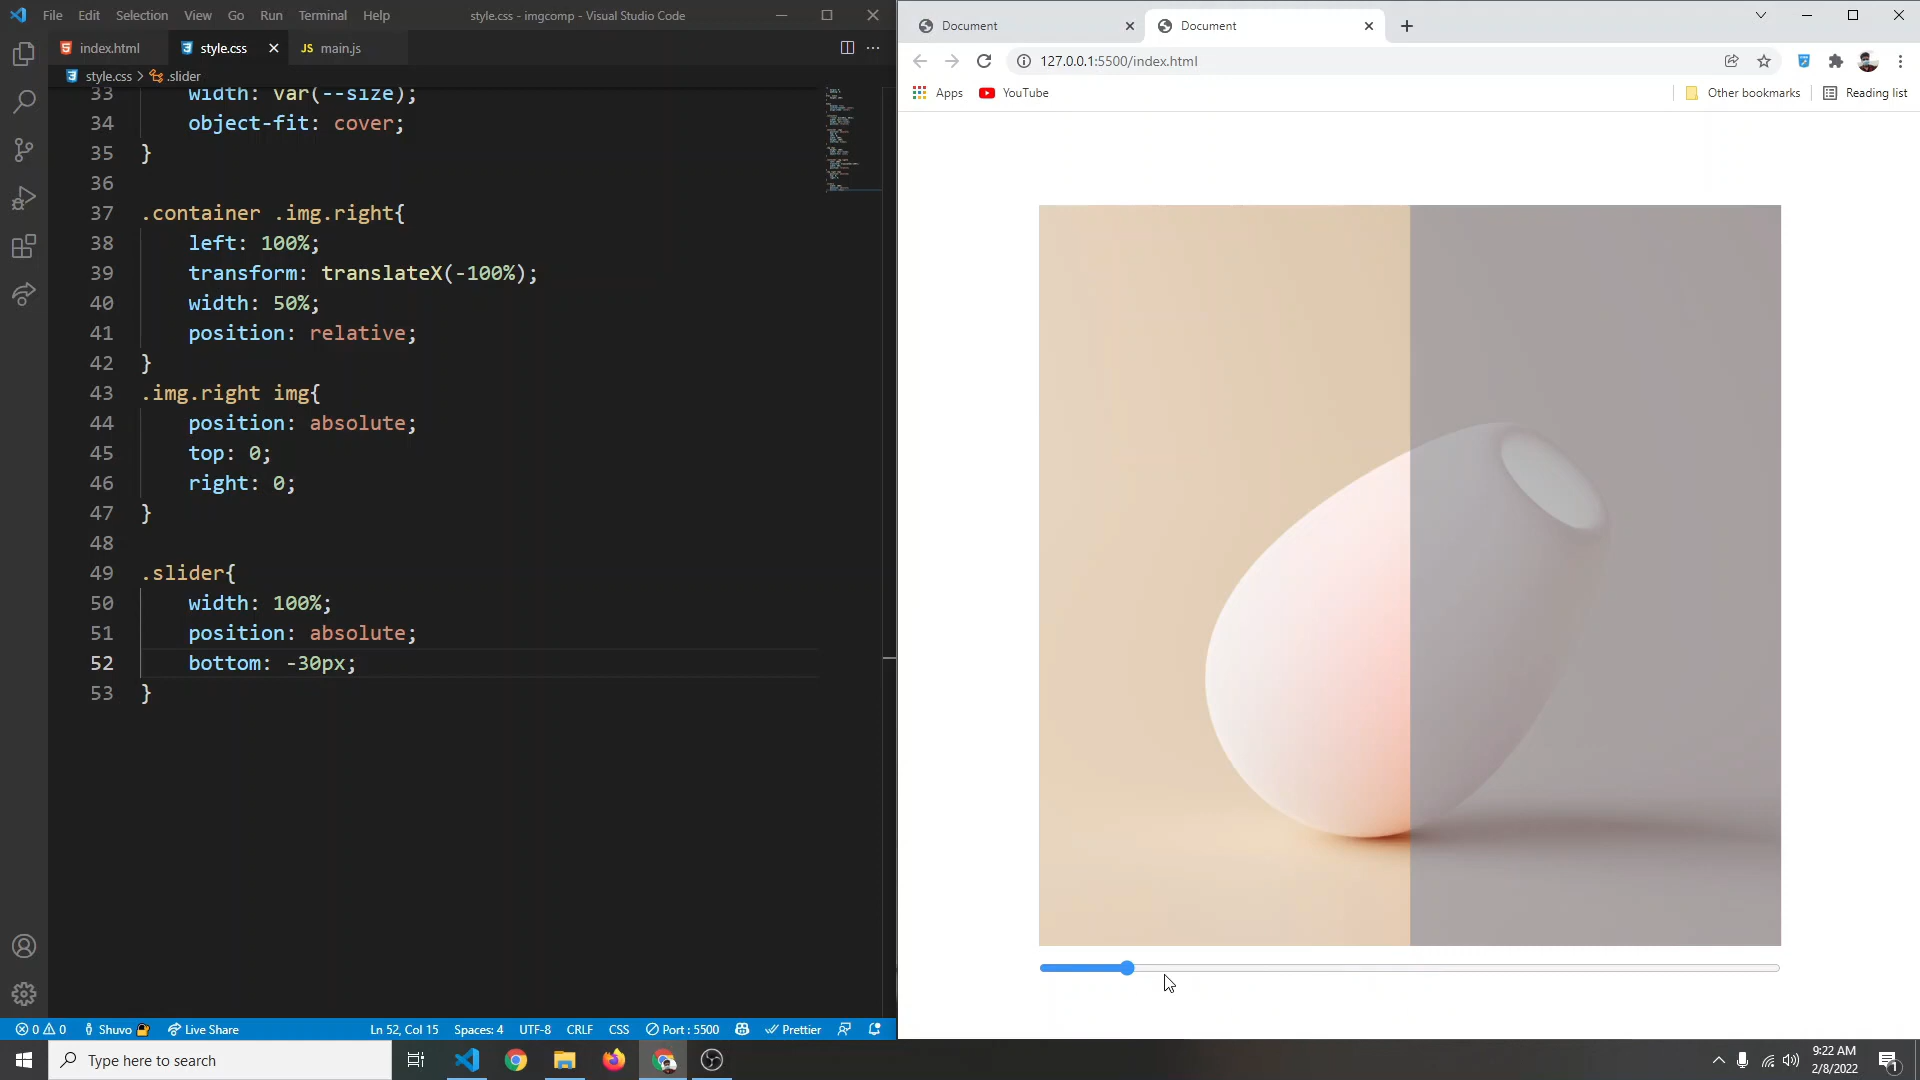 File Edit Selection View Go Run Terminal Help style.css - imgcomp - Visual Studio Code
index.html style.css JS main.js
style.css > .slider
33 width: var(--size);
34 object-fit: cover;
35 }
36
37 .container .img.right{
38 left: 100%;
39 transform: translateX(-100%);
40 width: 50%;
41 position: relative;
42 }
43 .img.right img{
44 position: absolute;
45 top: 0;
46 right: 0;
47 }
48
49 .slider{
50 width: 100%;
51 position: absolute;
52 bottom: -30px;
53 }
0 0 Shuvo Live Share Ln 52, Col 15 Spaces: 4 UTF-8 CRLF CSS Port : 5500 Prettier
Document Document
127.0.0.1:5500/index.html
Apps YouTube Other bookmarks Reading list
Type here to search
9:22 AM
2/8/2022
1